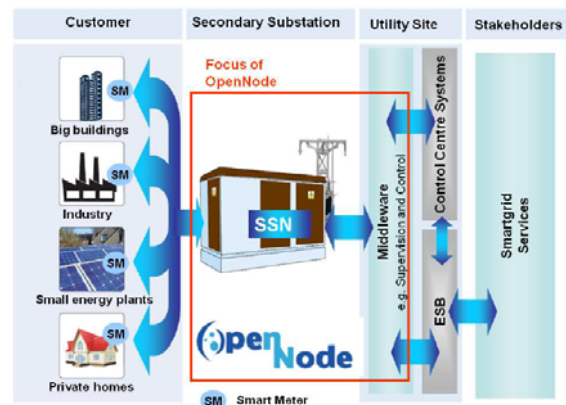 Customer
Secondary Substation
Utility Site
Stakeholders
Focus of
OpenNode
SM
Big buildings
SM
Industry
SM
Small energy plants
SM
Private homes
SSN
OpenNode
SM Smart Meter
Middleware
e.g. Supervision and Control
Control Centre Systems
ESB
Smartgrid
Services